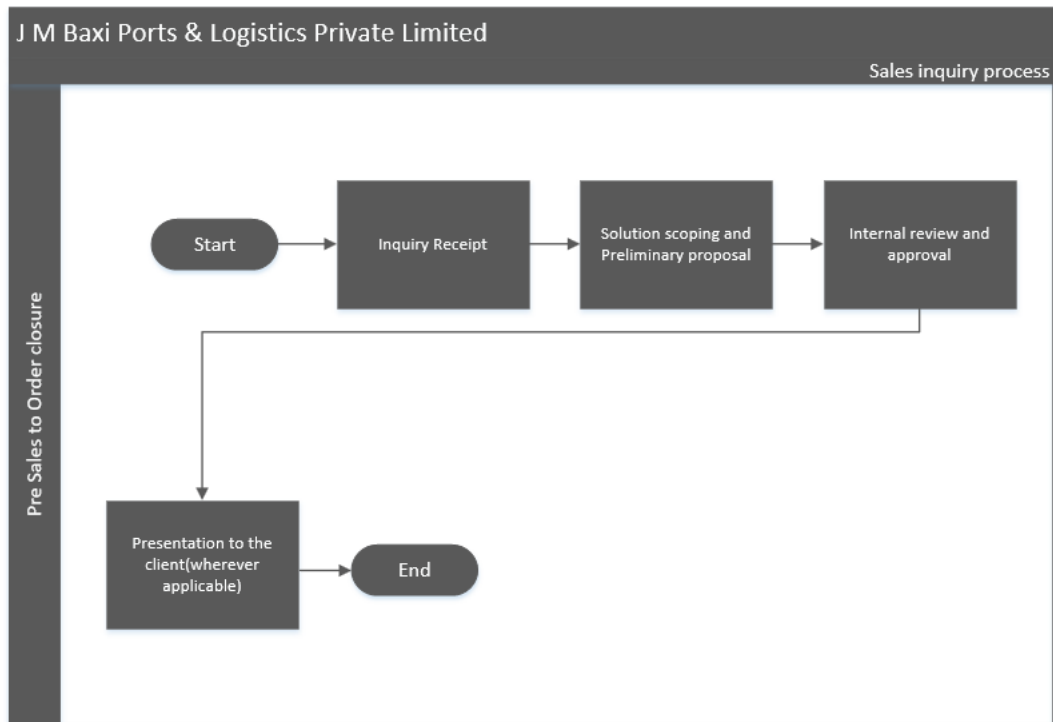 J M Baxi Ports & Logistics Private Limited
Sales inquiry process
Pre Sales to Order closure
Start
Inquiry Receipt
Solution scoping and
Preliminary proposal
Internal review and
approval
Presentation to the
client(wherever
applicable)
End